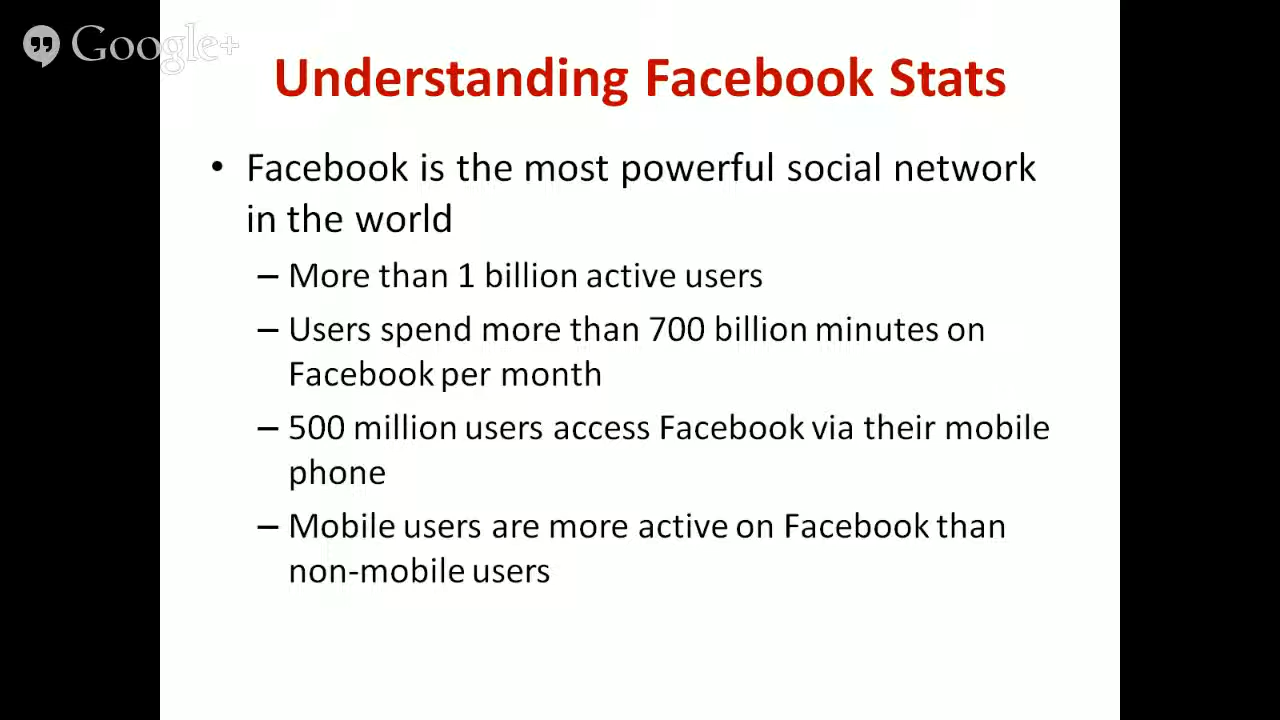 Google+
Understanding Facebook Stats
• Facebook is the most powerful social network
in the world
– More than 1 billion active users
– Users spend more than 700 billion minutes on
Facebook per month
– 500 million users access Facebook via their mobile
phone
– Mobile users are more active on Facebook than
non-mobile users